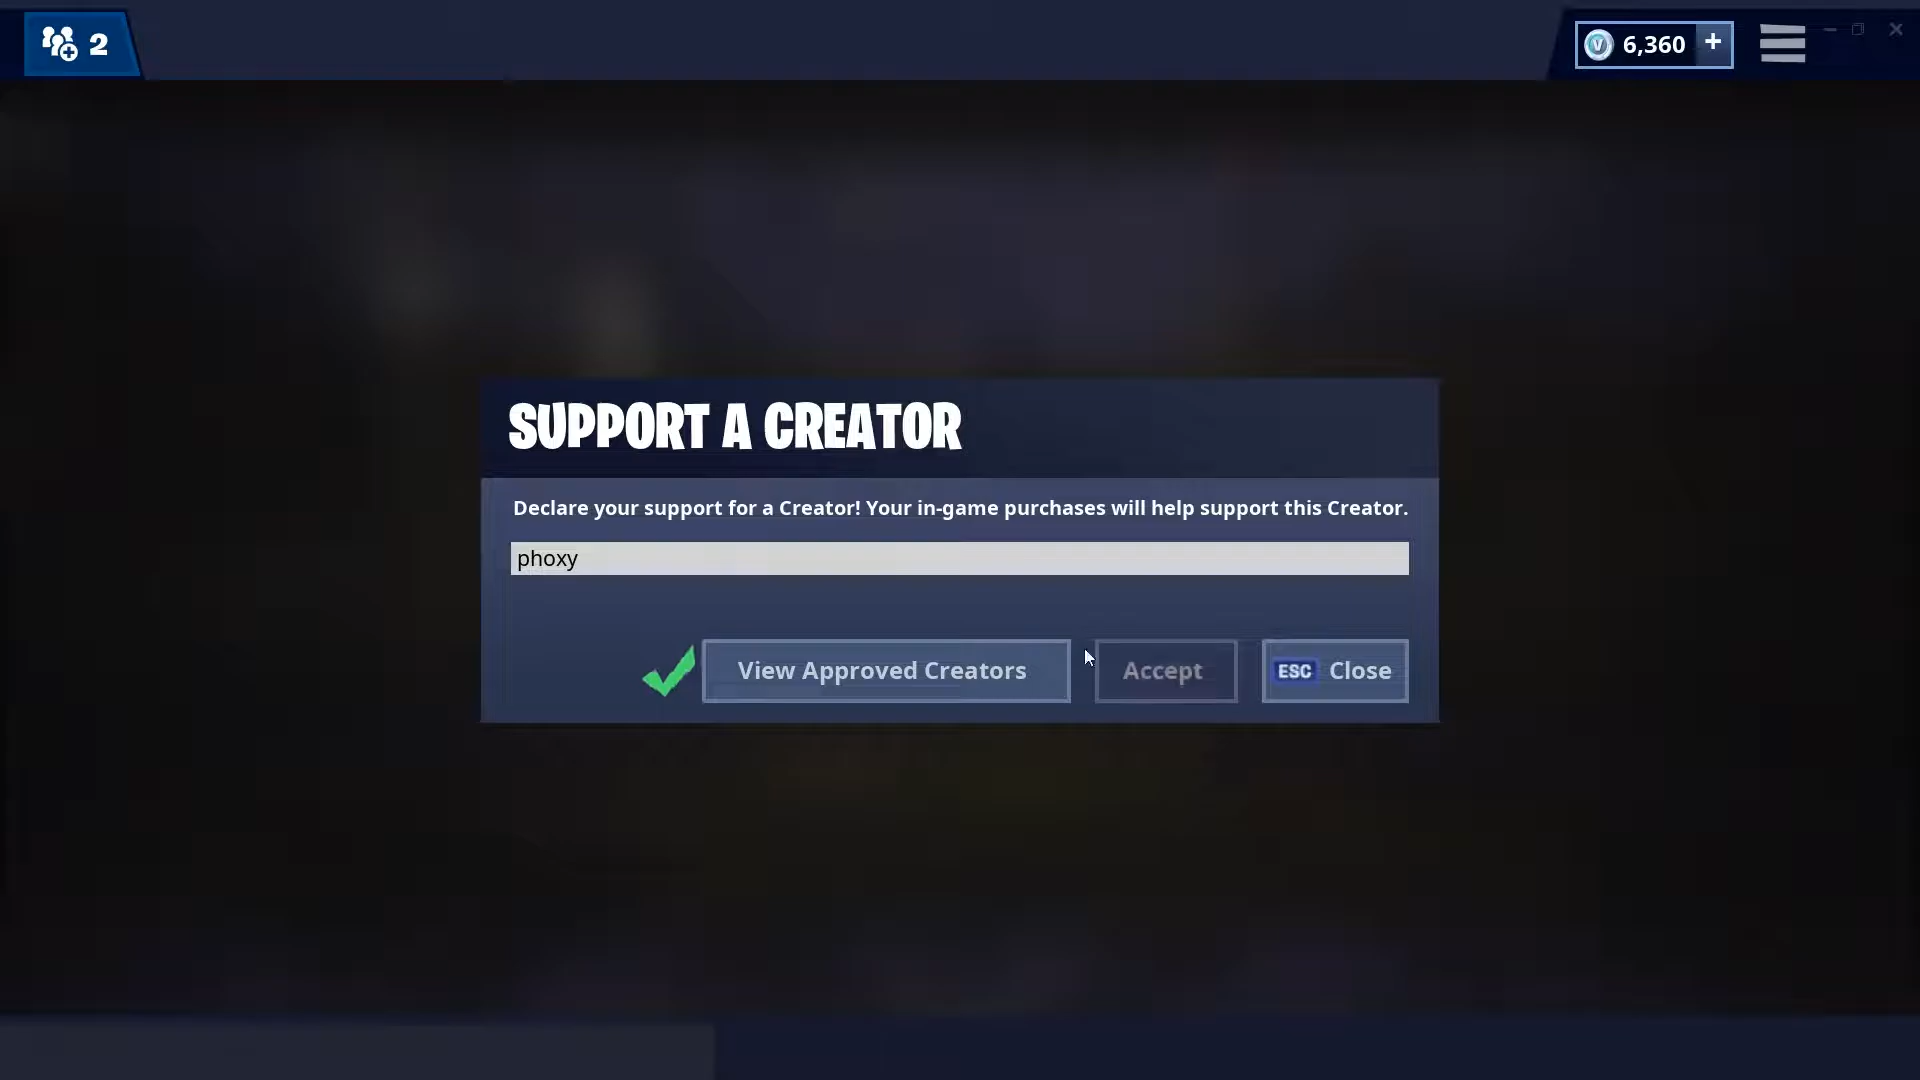 2
6,360 +
SUPPORT A CREATOR
Declare your support for a Creator! Your in-game purchases will help support this Creator.
phoxy
View Approved Creators
Accept
ESC Close